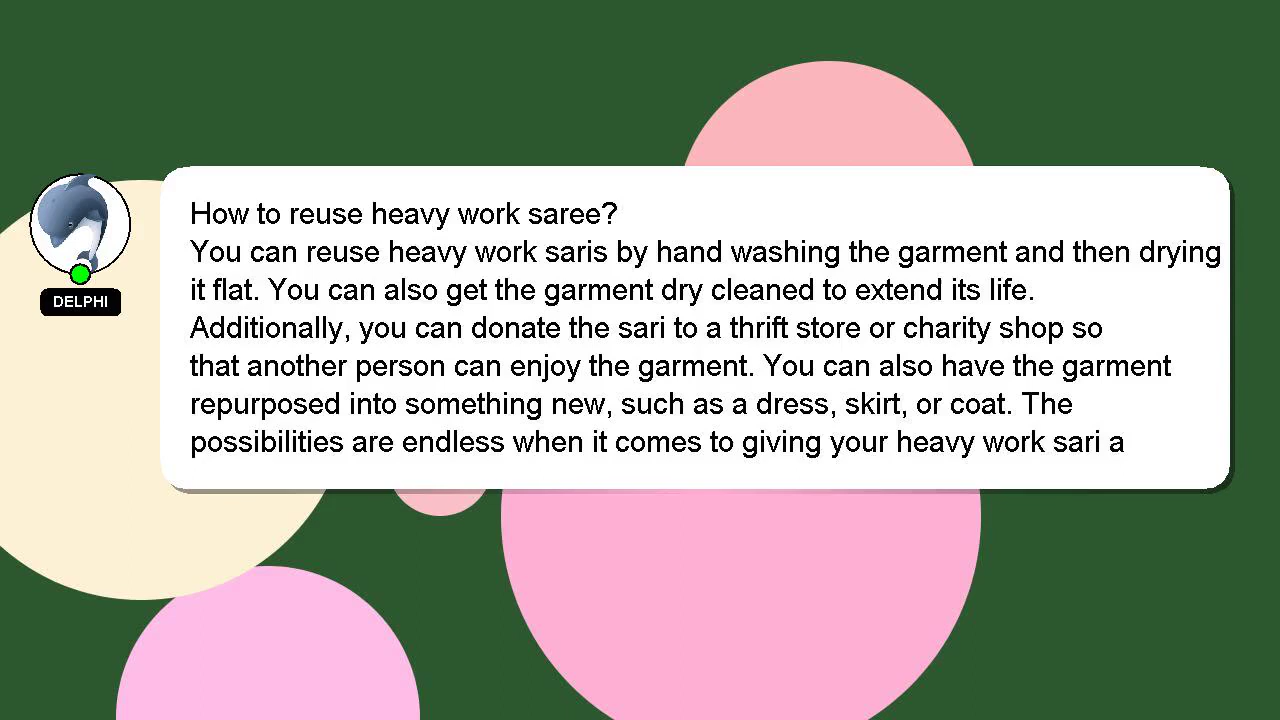 How to reuse heavy work saree?
You can reuse heavy work saris by hand washing the garment and then drying
it flat. You can also get the garment dry cleaned to extend its life.
Additionally, you can donate the sari to a thrift store or charity shop so
that another person can enjoy the garment. You can also have the garment
repurposed into something new, such as a dress, skirt, or coat. The
possibilities are endless when it comes to giving your heavy work sari a
DELPHI